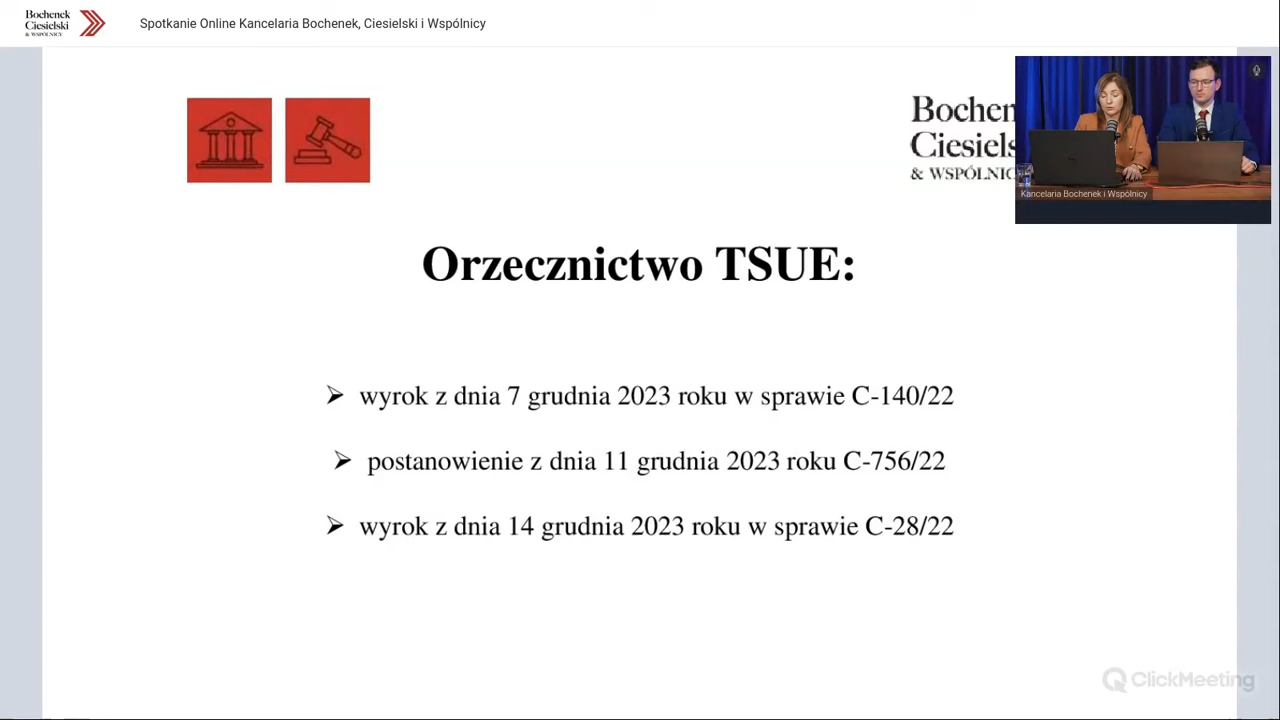 Bochenek
Ciesielski
& WSPÓLNICY
Spotkanie Online Kancelaria Bochenek, Ciesielski i Wspólnicy
Bochen
Ciesiels
& WSPÓLNIC
Kancelaria Bochenek i Wspólnicy
Orzecznictwo TSUE:
➢ wyrok z dnia 7 grudnia 2023 roku w sprawie C-140/22
➢ postanowienie z dnia 11 grudnia 2023 roku C-756/22
➢ wyrok z dnia 14 grudnia 2023 roku w sprawie C-28/22
ClickMeeting